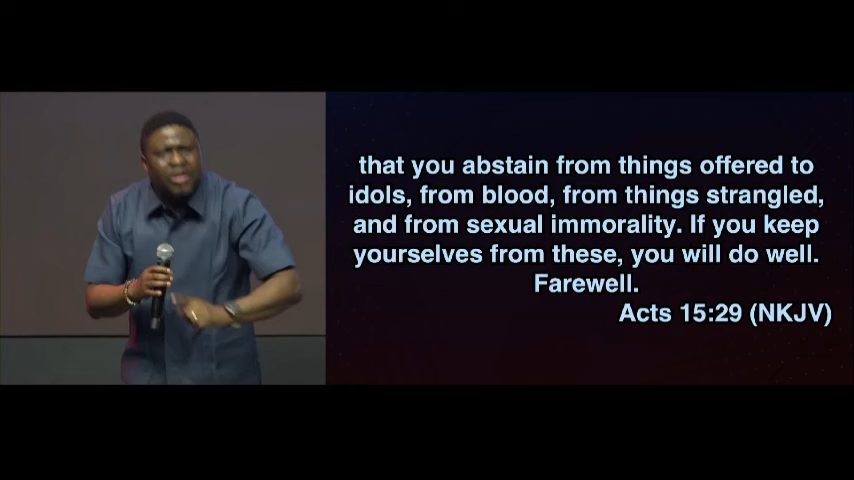 that you abstain from things offered to
idols, from blood, from things strangled,
and from sexual immorality. If you keep
yourselves from these, you will do well.
Farewell.
Acts 15:29 (NKJV)